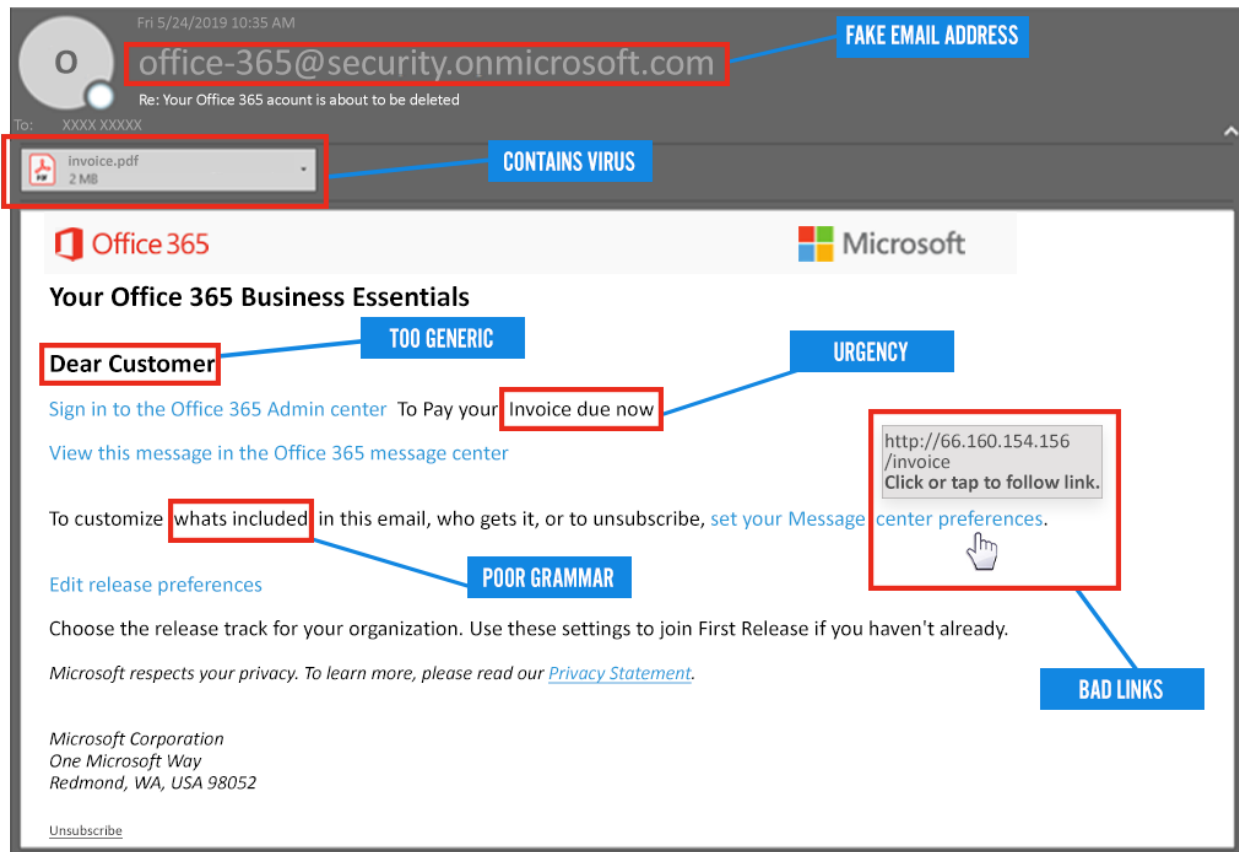 Fri 5/24/2019 10:35 AM
FAKE EMAIL ADDRESS
O
office-365@security.onmicrosoft.com
Re: Your Office 365 acount is about to be deleted
To: XXXX XXXXX
invoice.pdf
2 MB
CONTAINS VIRUS
Office 365
Microsoft
Your Office 365 Business Essentials
TOO GENERIC
URGENCY
Dear Customer
Sign in to the Office 365 Admin center To Pay your Invoice due now
http://66.160.154.156
/invoice
Click or tap to follow link.
View this message in the Office 365 message center
To customize whats included in this email, who gets it, or to unsubscribe, set your Message center preferences.
POOR GRAMMAR
Edit release preferences
Choose the release track for your organization. Use these settings to join First Release if you haven't already.
Microsoft respects your privacy. To learn more, please read our Privacy Statement.
BAD LINKS
Microsoft Corporation
One Microsoft Way
Redmond, WA, USA 98052
Unsubscribe